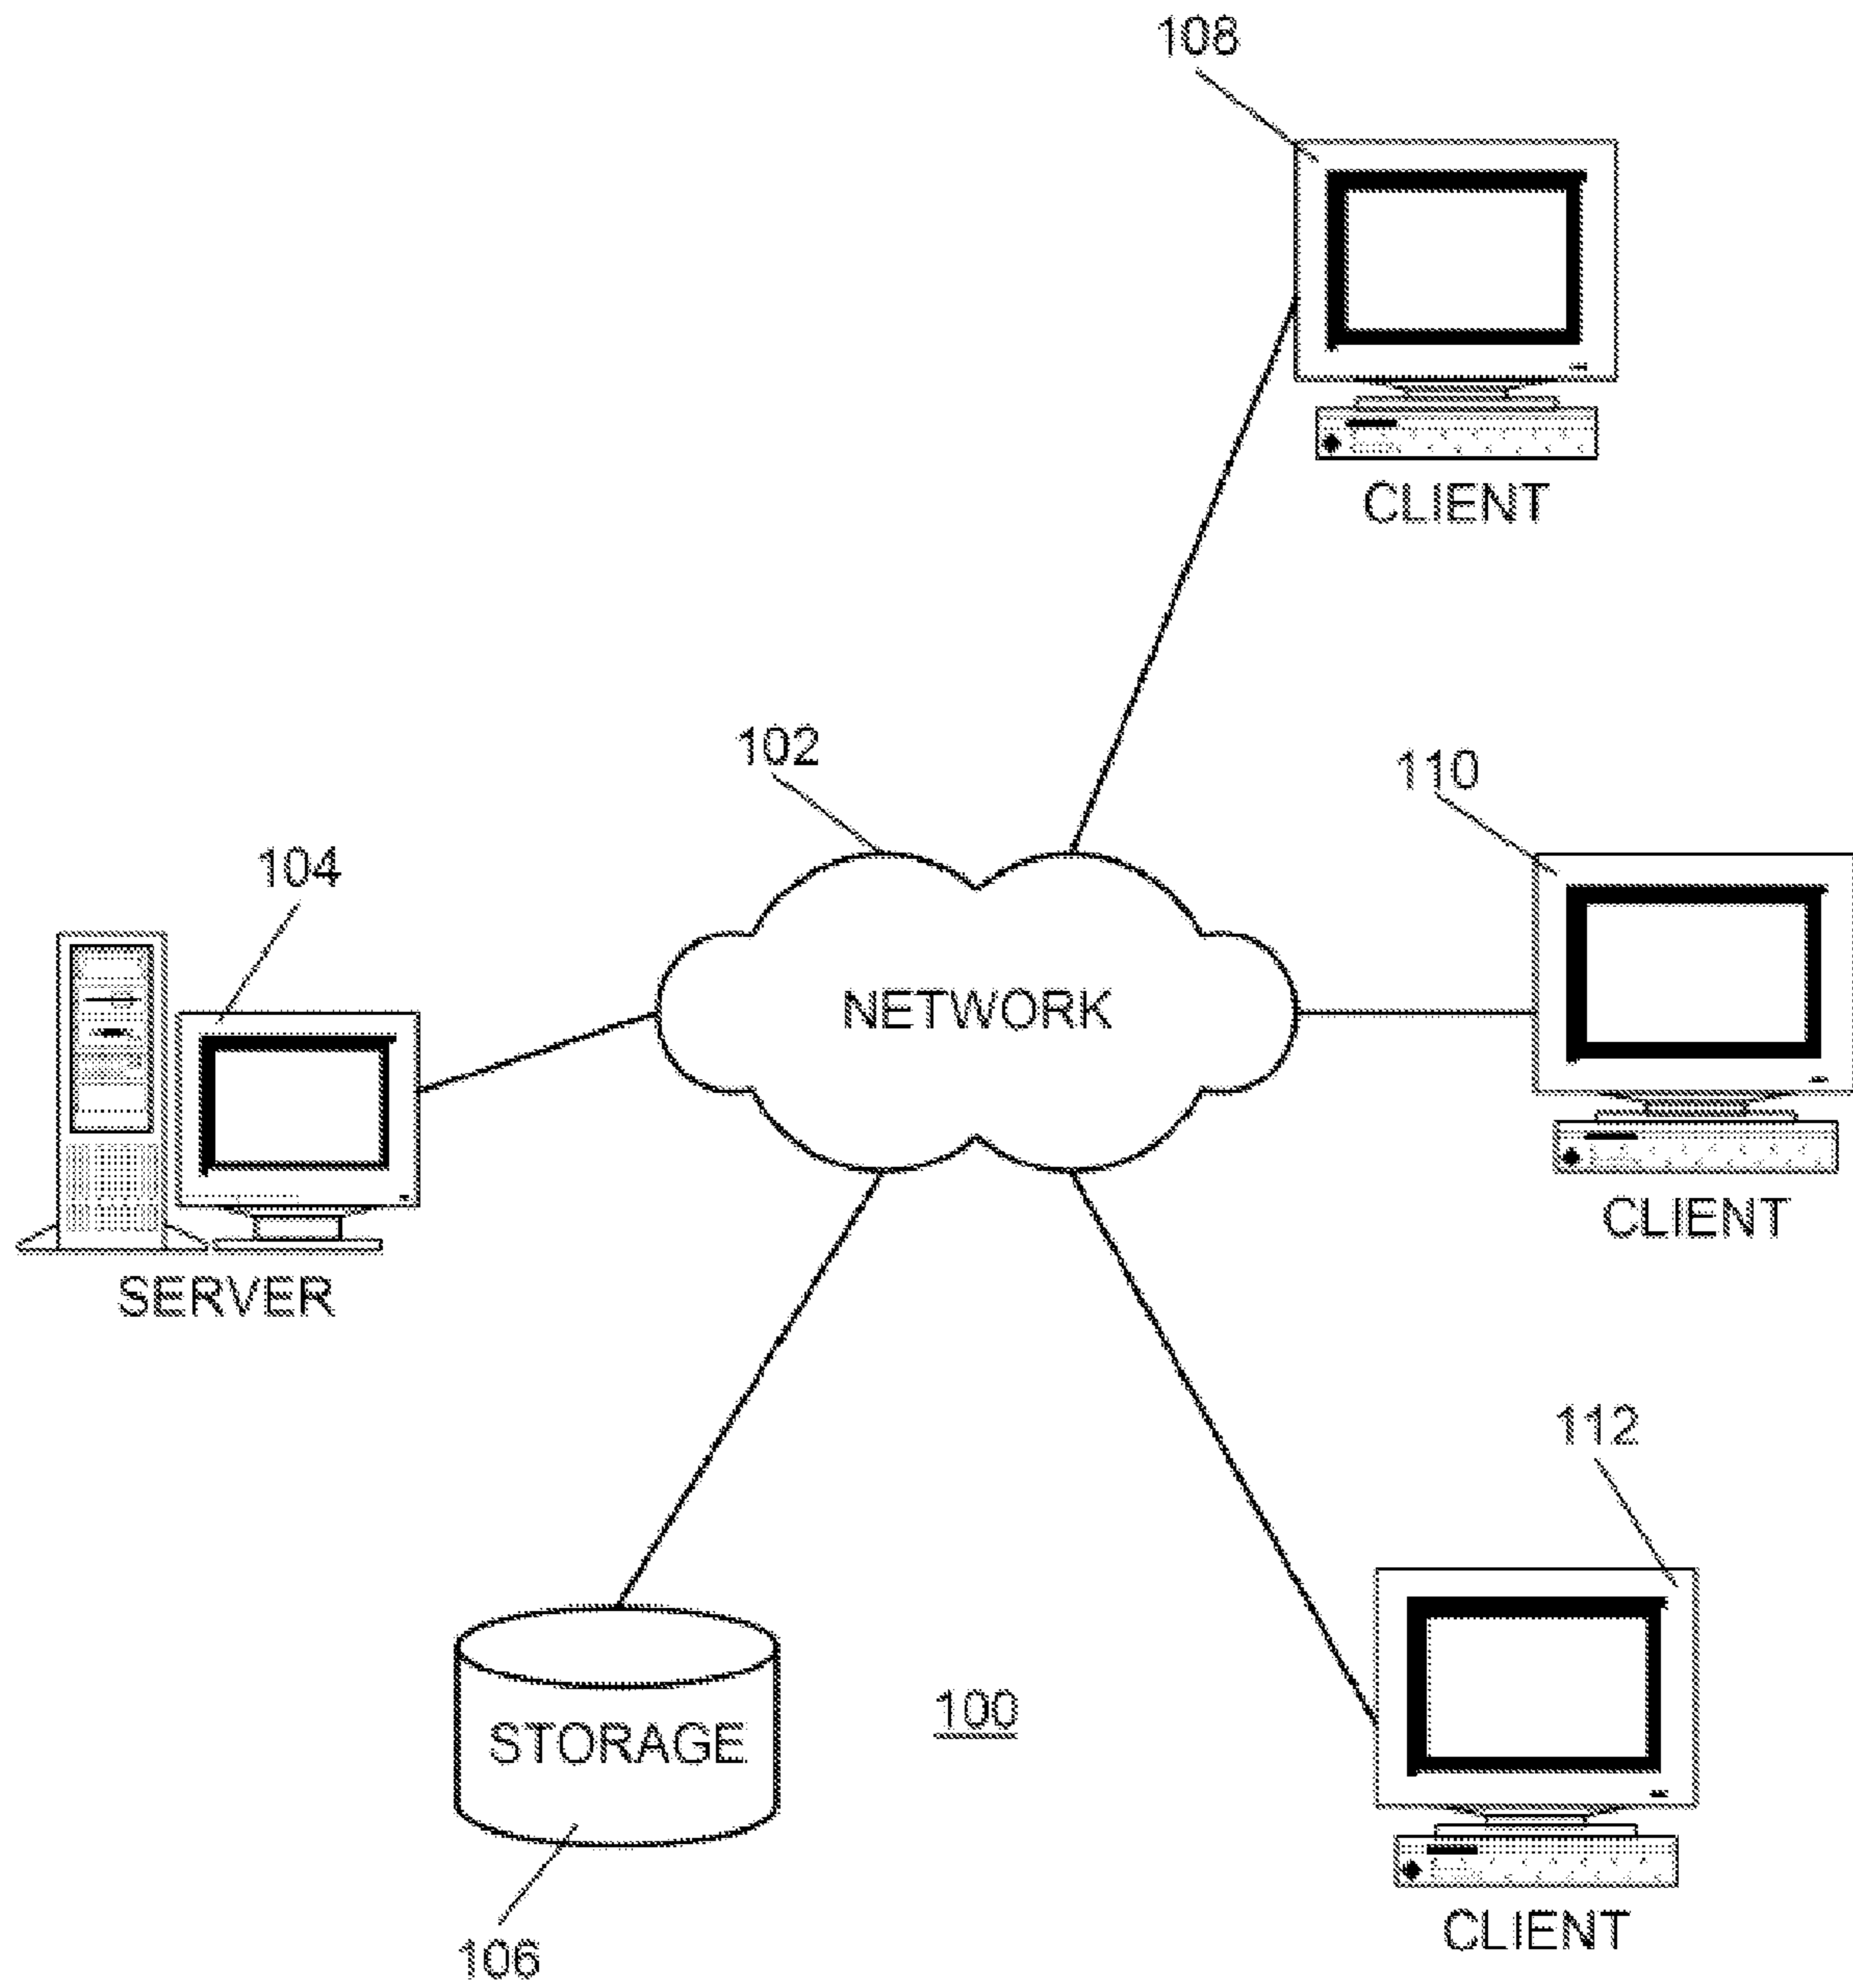 108
CLIENT
102
110
104
NETWORK
CLIENT
SERVER
112
STORAGE
100
106
CLIENT